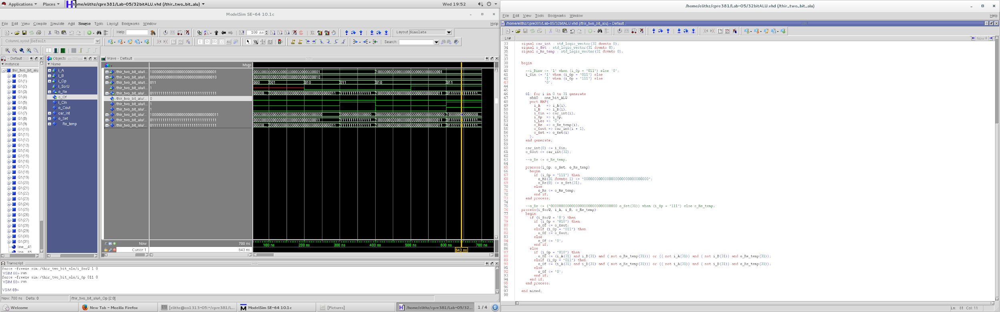 Applications Places /home/elithz/cpre381/Lab-05/32bitALU.vhd (/thir_two_bit_alu) Wed 19:52
ModelSim SE-64 10.1c
File Edit View Compile Simulate Add Source Tools Layout Bookmarks Window Help
Help 100 ns Layout Simulate
ColumnLayout Default Search:
- Default Objects Wave - Default
Instance Name Msgs
thir_two_bit_alu
G1(0)
G1(1)
G1(2)
G1(3)
G1(4)
G1(5)
G1(6)
G1(7)
G1(8)
G1(9)
G1(10)
G1(11)
G1(12)
G1(13)
G1(14)
G1(15)
G1(16)
G1(17)
G1(18)
G1(19)
G1(20)
G1(21)
G1(22)
G1(23)
G1(24)
G1(25)
G1(26)
G1(27)
G1(28)
G1(29)
G1(30)
G1(31)
line__41
line__65
i_A
i_B
i_Op
i_SorU
o_Re
o_Of
i_Cin
o_Cout
car_int
o_Set
Re_temp
/thir_two_bit_alu/i... 10000000000000000000000000000001
/thir_two_bit_alu/i... 00000000000000000000000000000010
/thir_two_bit_alu/i... 011 000 001 010 011 010 011
/thir_two_bit_alu/i... 1
/thir_two_bit_alu/... 01111111111111111111111111111111
/thir_two_bit_alu/... 0
/thir_two_bit_alu/... 1
/thir_two_bit_alu/... 1
/thir_two_bit_alu/... 100000000000000000000000000000011
/thir_two_bit_alu/... 01111111111111111111111111111111
/thir_two_bit_alu/... 01111111111111111111111111111111
Now 700 ns 100 ns 200 ns 300 ns 400 ns 500 ns 600 ns 700 ns
Cursor 1 643 ns 643 ns
Transcript
force -freeze sim:/thir_two_bit_alu/i_SorU 1 0
VSIM 66> run
force -freeze sim:/thir_two_bit_alu/i_Op 011 0
VSIM 68> run
VSIM 69>
Now: 700 ns Delta: 0 /thir_two_bit_alu/i_Op [2:0]
Welcome New Tab - Mozilla Firefox [elithz@co1313-05:~/cpre381/L... ModelSim SE-64 10.1c [Pictures] /home/elithz/cpre381/Lab-05/32... 1 / 4 1
/home/elithz/cpre381/Lab-05/32bitALU.vhd (/thir_two_bit_alu)
File Edit View Tools Bookmarks Window Help
/home/elithz/cpre381/Lab-05/32bitALU.vhd (/thir_two_bit_alu) - Default
Ln# Now
33 signal car_int : std_logic_vector(32 downto 0);
34 signal o_Set : std_logic_vector(31 downto 0);
35 signal o_Re_temp : std_logic_vector(31 downto 0);
36
37
38 begin
39
40 --i_Binv <= '1' when (i_Op = "011") else '0';
41 i_Cin <= '1' when (i_Op = "011") else
42 '1' when (i_Op = "111") else
43 '0';
44
45
46 G1: for i in 0 to 31 generate
47 obA0 : one_bit_ALU
48 port MAP(
49 i_A => i_A(i),
50 i_B => i_B(i),
51 i_Cin => car_int(i),
52 i_Op => i_Op,
53 i_Les => '0',
54 o_Re => o_Re_temp(i),
55 o_Cout => car_int(i + 1),
56 o_Set => o_Set(i)
57 );
58 end generate;
59
60 car_int(0) <= i_Cin;
61 o_Cout <= car_int(32);
62
63 --o_Re <= o_Re_temp;
64
65 process(i_Op, o_Set, o_Re_temp)
66 begin
67 if (i_Op = "111") then
68 o_Re(31 downto 1) <= "0000000000000000000000000000000";
69 o_Re(0) <= o_Set(31);
70 else
71 o_Re <= o_Re_temp;
72 end if;
73 end process;
74
75 --o_Re <= ("0000000000000000000000000000000 o_Set(31)) when (i_Op = "111") else o_Re_temp;
76 process(i_SorU, i_A, i_B, o_Re_temp)
77 begin
78 if (i_SorU = '0') then
79 if (i_Op = "010") then
80 o_Of <= o_Cout;
81 elsif (i_Op = "011") then
82 o_Of <= o_Cout;
83 else
84 o_Of <= '0';
85 end if;
86 else
87 if (i_Op = "010") then
88 o_Of <= (i_A(31) and i_B(31) and ( not o_Re_temp(31))) or (( not i_A(31)) and ( not i_B(31)) and o_Re_temp(31));
89 elsif (i_Op = "011") then
90 o_Of <= (i_A(31) and i_B(31) and ( not o_Re_temp(31))) or (( not i_A(31)) and ( not i_B(31)) and o_Re_temp(31));
91 else
92 o_Of <= '0';
93 end if;
94 end if;
95 end process;
96
97 end mixed;
98
Ln: 81 Col: 11